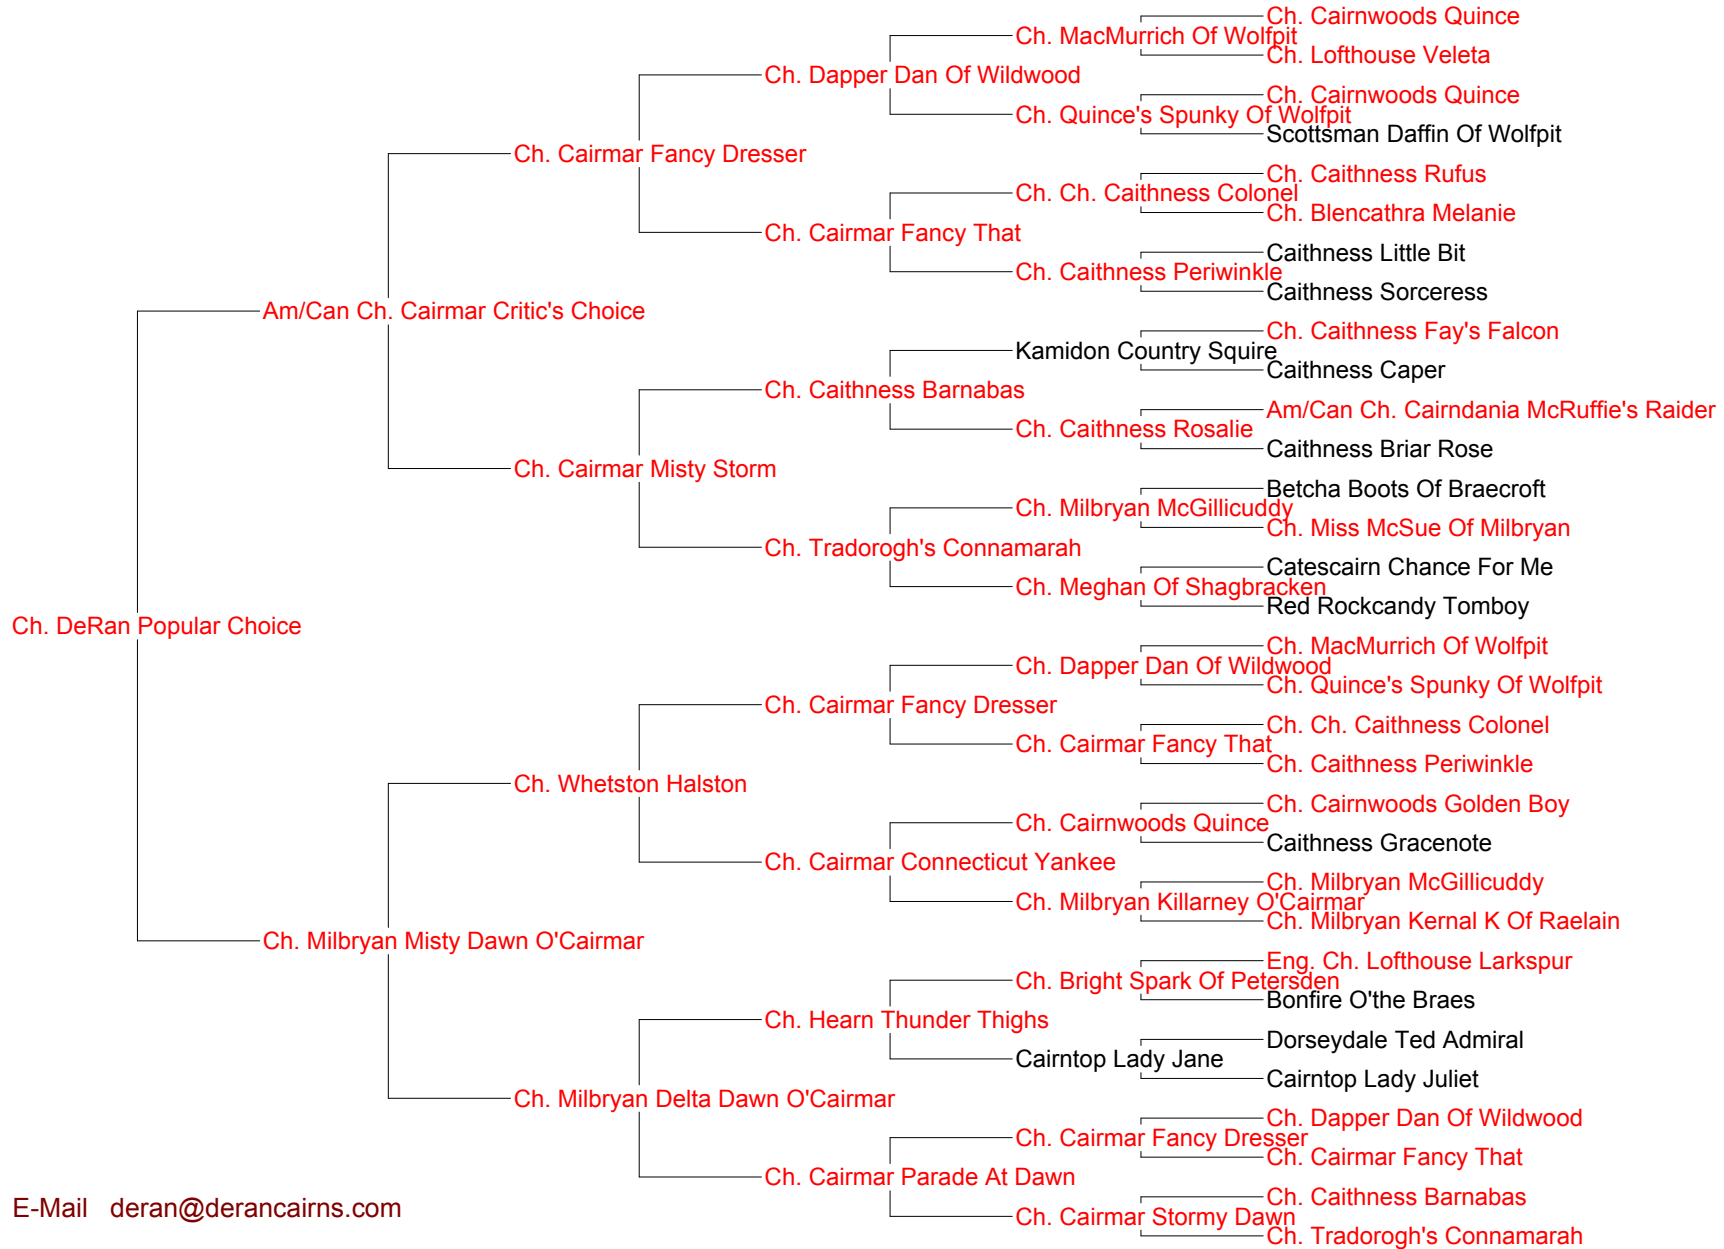 Ch. Cairnwoods Quince
Ch. MacMurrich Of Wolfpit
Ch. Lofthouse Veleta
Ch. Dapper Dan Of Wildwood
Ch. Cairnwoods Quince
Ch. Quince's Spunky Of Wolfpit
Scottsman Daffin Of Wolfpit
Ch. Cairmar Fancy Dresser
Ch. Caithness Rufus
Ch. Ch. Caithness Colonel
Ch. Blencathra Melanie
Ch. Cairmar Fancy That
Caithness Little Bit
Ch. Caithness Periwinkle
Caithness Sorceress
Am/Can Ch. Cairmar Critic's Choice
Ch. Caithness Fay's Falcon
Kamidon Country Squire
Caithness Caper
Ch. Caithness Barnabas
Am/Can Ch. Cairndania McRuffie's Raider
Ch. Caithness Rosalie
Caithness Briar Rose
Ch. Cairmar Misty Storm
Betcha Boots Of Braecroft
Ch. Milbryan McGillicuddy
Ch. Miss McSue Of Milbryan
Ch. Tradorogh's Connamarah
Catescairn Chance For Me
Ch. Meghan Of Shagbracken
Red Rockcandy Tomboy
Ch. DeRan Popular Choice
Ch. MacMurrich Of Wolfpit
Ch. Dapper Dan Of Wildwood
Ch. Quince's Spunky Of Wolfpit
Ch. Cairmar Fancy Dresser
Ch. Ch. Caithness Colonel
Ch. Cairmar Fancy That
Ch. Caithness Periwinkle
Ch. Whetston Halston
Ch. Cairnwoods Golden Boy
Ch. Cairnwoods Quince
Caithness Gracenote
Ch. Cairmar Connecticut Yankee
Ch. Milbryan McGillicuddy
Ch. Milbryan Killarney O'Cairmar
Ch. Milbryan Kernal K Of Raelain
Ch. Milbryan Misty Dawn O'Cairmar
Eng. Ch. Lofthouse Larkspur
Ch. Bright Spark Of Petersden
Bonfire O'the Braes
Ch. Hearn Thunder Thighs
Dorseydale Ted Admiral
Cairntop Lady Jane
Cairntop Lady Juliet
Ch. Milbryan Delta Dawn O'Cairmar
Ch. Dapper Dan Of Wildwood
Ch. Cairmar Fancy Dresser
Ch. Cairmar Fancy That
Ch. Cairmar Parade At Dawn
Ch. Caithness Barnabas
Ch. Cairmar Stormy Dawn
Ch. Tradorogh's Connamarah
E-Mail deran@derancairns.com